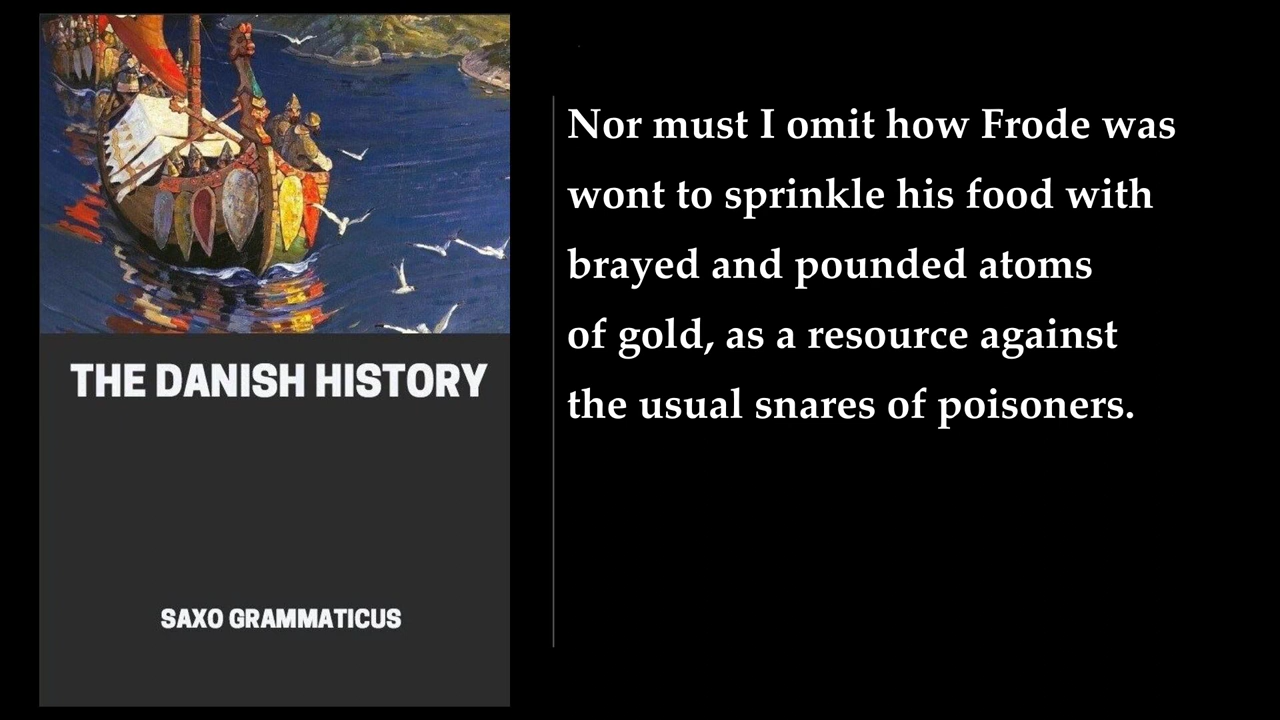 THE DANISH HISTORY
SAXO GRAMMATICUS
Nor must I omit how Frode was
wont to sprinkle his food with
brayed and pounded atoms
of gold, as a resource against
the usual snares of poisoners.